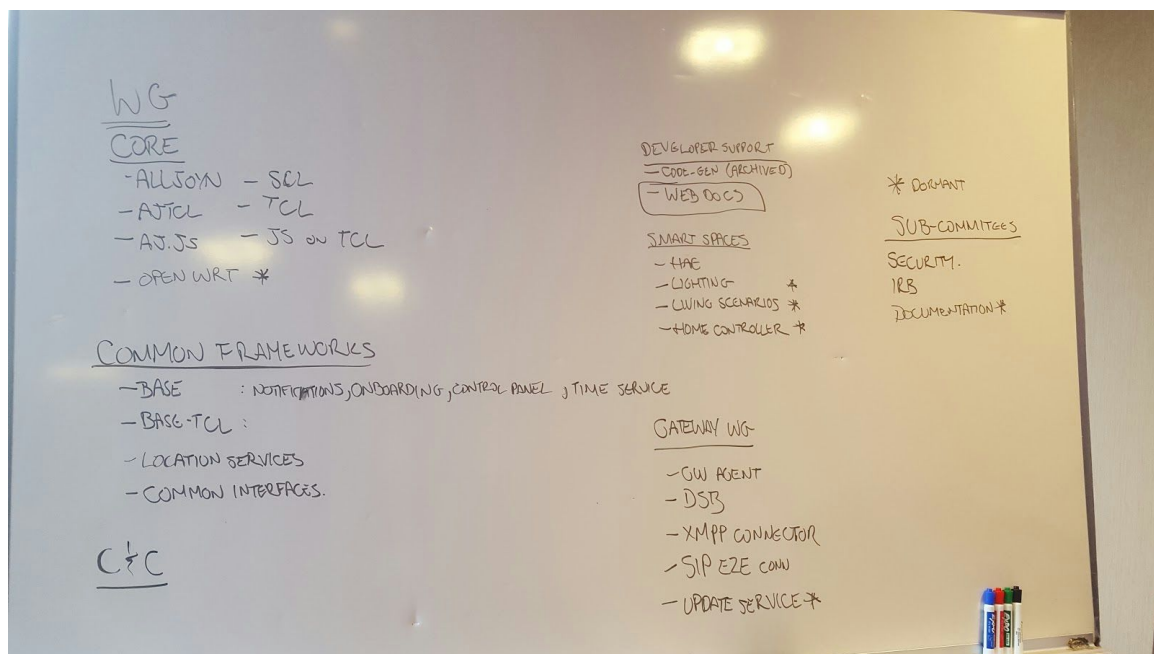 WG
CORE
- ALLJOYN - SCL
- AJTCL - TCL
- AJ.JS - JS ON TCL
- OPEN WRT *
COMMON FRAMEWORKS
- BASE : NOTIFICATIONS, ONBOARDING, CONTROL PANEL, TIME SERVICE
- BASE-TCL :
- LOCATION SERVICES
- COMMON INTERFACES.
C&C
DEVELOPER SUPPORT
- CODE-GEN (ARCHIVED)
- WEB DOCS
SMART SPACES
- HAE
- LIGHTING *
- LIVING SCENARIOS *
- HOME CONTROLLER *
GATEWAY WG
- GW AGENT
- DSB
- XMPP CONNECTOR
- SIP E2E CONN
- UPDATE SERVICE *
* DORMANT
SUB-COMMITEES
SECURITY.
IRB
DOCUMENTATION *